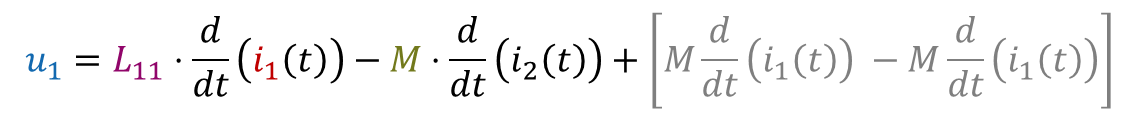 u₁ = L₁₁ · d/dt (i₁(t)) − M · d/dt (i₂(t)) + [M d/dt (i₁(t)) − M d/dt (i₁(t))]